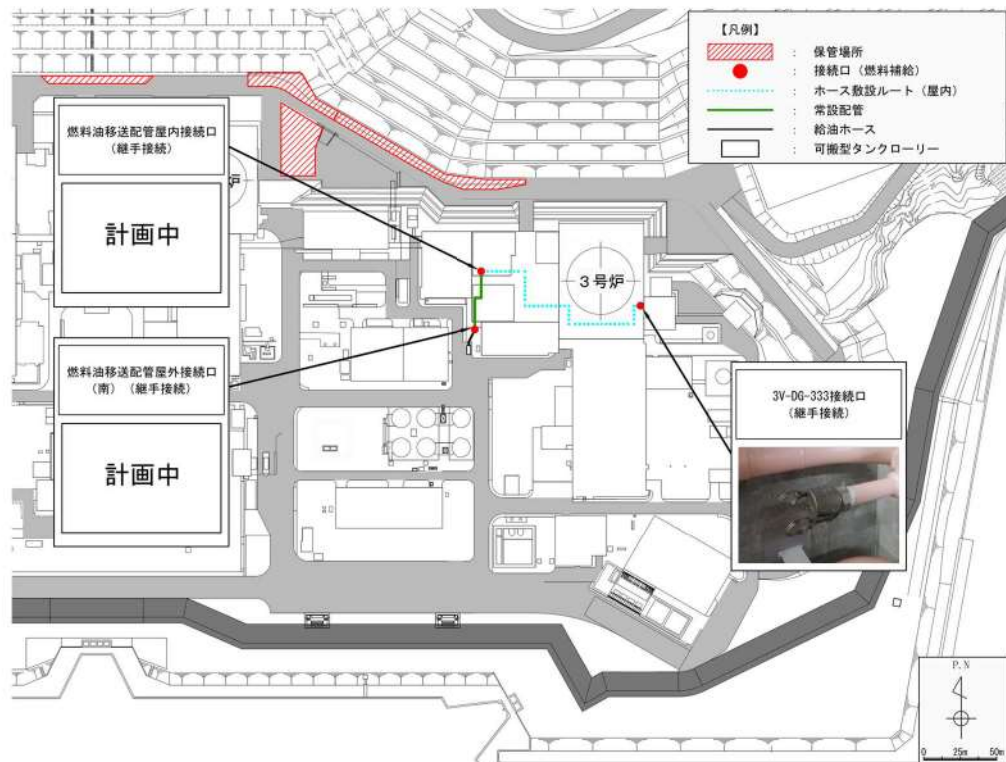 【凡例】
： 保管場所
： 接続口（燃料補給）
： ホース敷設ルート（屋内）
： 常設配管
： 給油ホース
： 可搬型タンクローリー
燃料油移送配管屋内接続口
（継手接続）
計画中
燃料油移送配管屋外接続口
（南）（継手接続）
計画中
3号炉
3V-DG-333接続口
（継手接続）
P.N
0 25m 50m